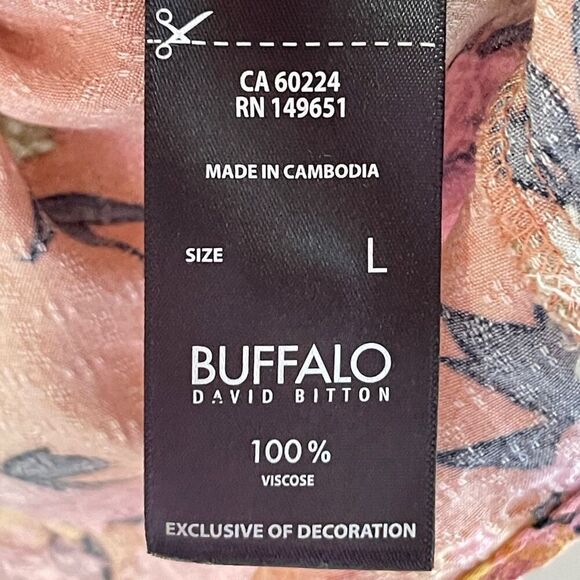 CA 60224
RN 149651
MADE IN CAMBODIA
SIZE L
BUFFALO
DAVID BITTON
100 %
VISCOSE
EXCLUSIVE OF DECORATION